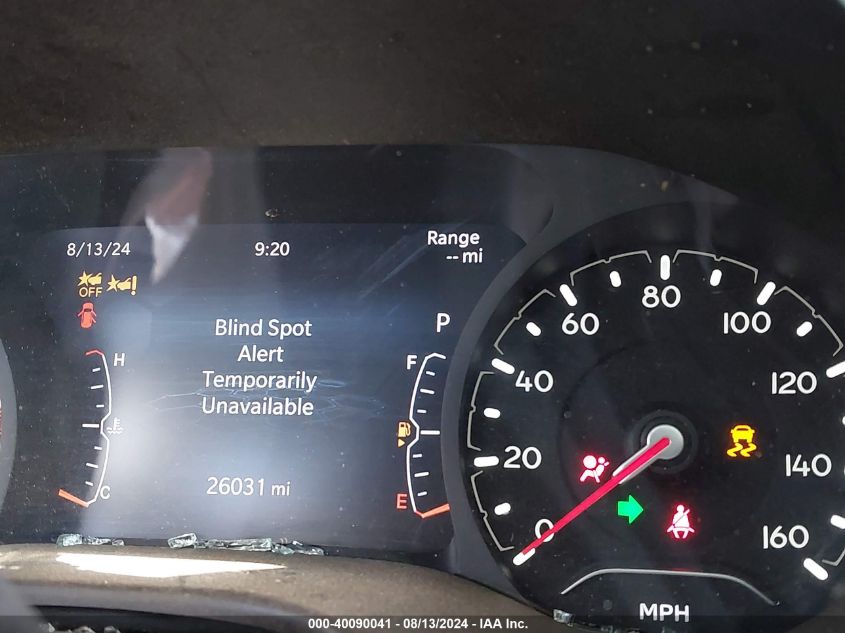 8/13/24
9:20
Range
-- mi
OFF
Blind Spot
Alert
Temporarily
Unavailable
P
H
C
F
E
26031 mi
0
20
40
60
80
100
120
140
160
MPH
000-40090041 - 08/13/2024 - IAA Inc.